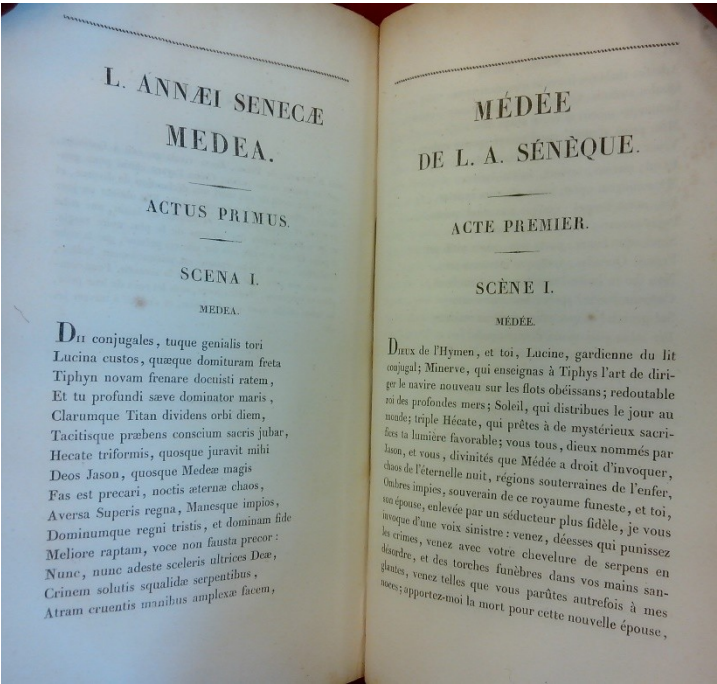 L. ANNÆI SENECÆ
MEDEA.
ACTUS PRIMUS.
SCENA I.
MEDEA.
Dii conjugales, tuque genialis tori
Lucina custos, quæque domituram freta
Tiphyn novam frenare docuisti ratem,
Et tu profundi sæve dominator maris,
Clarumque Titan dividens orbi diem,
Tacitisque præbens conscium sacris jubar,
Hecate triformis, quosque juravit mihi
Deos Jason, quosque Medeæ magis
Fas est precari, noctis æternæ chaos,
Aversa Superis regna, Manesque impios,
Dominumque regni tristis, et dominam fide
Meliore raptam, voce non fausta precor:
Nunc, nunc adeste sceleris ultrices Deæ,
Crinem solutis squalidæ serpentibus,
Atram cruentis manibus amplexæ facem,
MÉDÉE
DE L. A. SÉNÈQUE.
ACTE PREMIER.
SCÈNE I.
MÉDÉE.
Dieux de l'Hymen, et toi, Lucine, gardienne du lit
conjugal; Minerve, qui enseignas à Tiphys l'art de diri-
ger le navire nouveau sur les flots obéissans; redoutable
roi des profondes mers; Soleil, qui distribues le jour au
monde; triple Hécate, qui prêtes à de mystérieux sacri-
fices ta lumière favorable; vous tous, dieux nommés par
Jason, et vous, divinités que Médée a droit d'invoquer,
chaos de l'éternelle nuit, régions souterraines de l'enfer,
Ombres impies, souverain de ce royaume funeste, et toi,
son épouse, enlevée par un séducteur plus fidèle, je vous
invoque d'une voix sinistre: venez, déesses qui punissez
les crimes, venez avec votre chevelure de serpens en
désordre, et des torches funèbres dans vos mains san-
glantes, venez telles que vous parûtes autrefois à mes
noces; apportez-moi la mort pour cette nouvelle épouse,